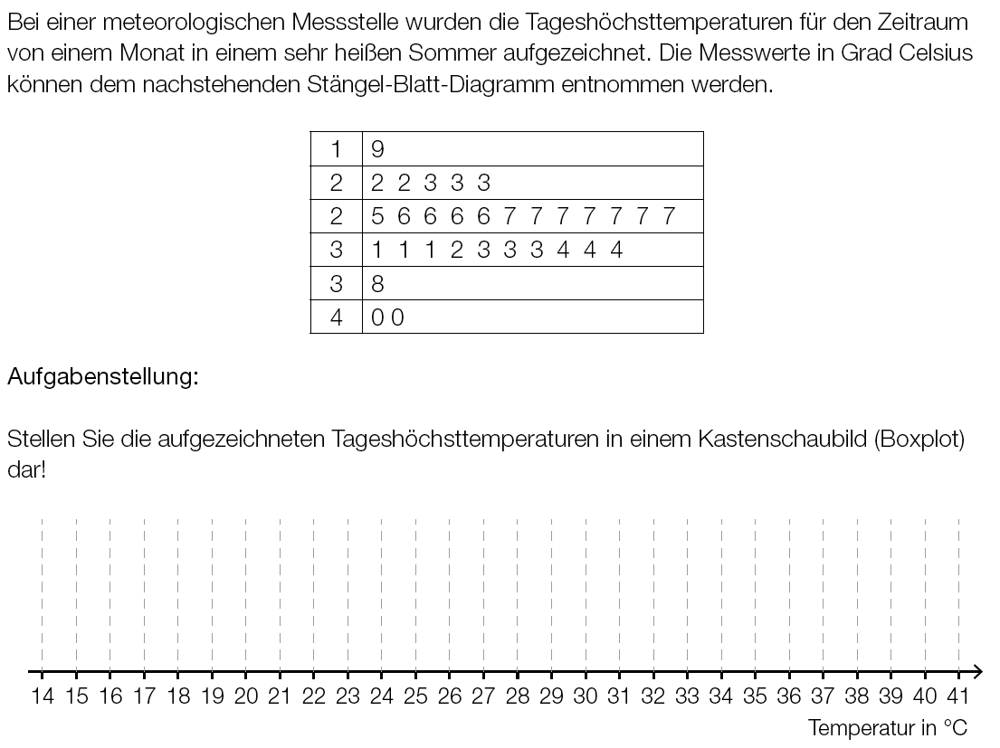 Bei einer meteorologischen Messstelle wurden die Tageshöchsttemperaturen für den Zeitraum
von einem Monat in einem sehr heißen Sommer aufgezeichnet. Die Messwerte in Grad Celsius
können dem nachstehenden Stängel-Blatt-Diagramm entnommen werden.
1 9
2 2 2 3 3 3
2 5 6 6 6 6 7 7 7 7 7 7 7
3 1 1 1 2 3 3 3 4 4 4
3 8
4 0 0
Aufgabenstellung:
Stellen Sie die aufgezeichneten Tageshöchsttemperaturen in einem Kastenschaubild (Boxplot)
dar!
14 15 16 17 18 19 20 21 22 23 24 25 26 27 28 29 30 31 32 33 34 35 36 37 38 39 40 41
Temperatur in °C